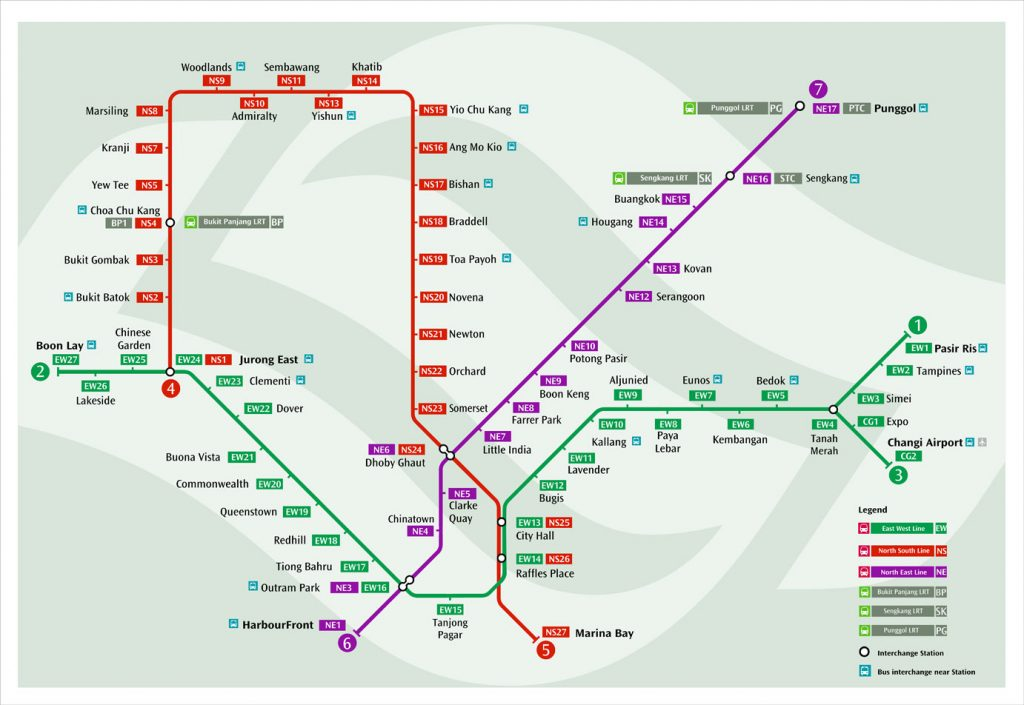 Woodlands
NS9
Sembawang
NS11
Khatib
NS14
NS10
Admiralty
NS13
Yishun
Marsiling NS8
Kranji NS7
Yew Tee NS5
Choa Chu Kang
BP1 NS4
Bukit Panjang LRT BP
Bukit Gombak NS3
Bukit Batok NS2
NS15 Yio Chu Kang
NS16 Ang Mo Kio
NS17 Bishan
NS18 Braddell
NS19 Toa Payoh
NS20 Novena
NS21 Newton
NS22 Orchard
NS23 Somerset
7
Punggol LRT PG
NE17 PTC Punggol
Sengkang LRT SK
NE16 STC Sengkang
Buangkok NE15
Hougang NE14
NE13 Kovan
NE12 Serangoon
NE10
Potong Pasir
NE9
Boon Keng
NE8
Farrer Park
NE7
Little India
NE6 NS24
Dhoby Ghaut
NE5
Clarke
Quay
Chinatown
NE4
Boon Lay
EW27
2
EW26
Lakeside
Chinese
Garden
EW25
EW24 NS1 Jurong East
4
EW23 Clementi
EW22 Dover
Buona Vista EW21
Commonwealth EW20
Queenstown EW19
Redhill EW18
Tiong Bahru EW17
Outram Park NE3 EW16
HarbourFront NE1
6
EW15
Tanjong
Pagar
EW14 NS26
Raffles Place
EW13 NS25
City Hall
NS27 Marina Bay
5
EW12
Bugis
EW11
Lavender
EW10
Kallang
Aljunied
EW9
EW8
Paya
Lebar
Eunos
EW7
EW6
Kembangan
Bedok
EW5
EW4
Tanah
Merah
1
EW1 Pasir Ris
EW2 Tampines
EW3 Simei
CG1 Expo
Changi Airport
CG2
3
Legend
East West Line EW
North South Line NS
North East Line NE
Bukit Panjang LRT BP
Sengkang LRT SK
Punggol LRT PG
Interchange Station
Bus interchange near Station